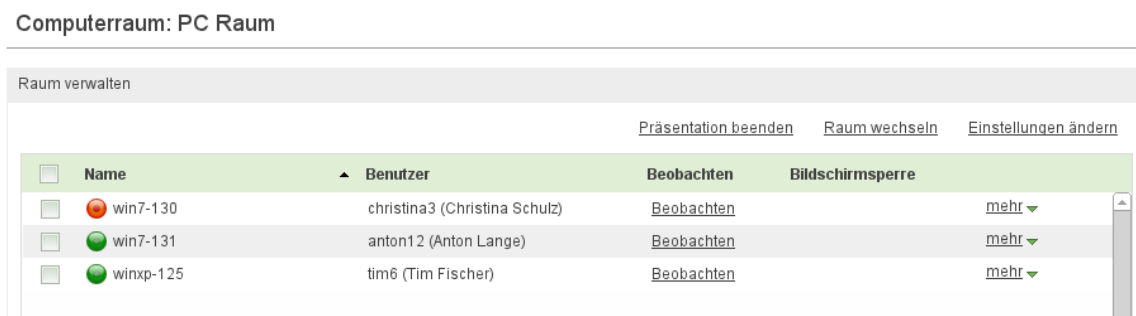 Computerraum: PC Raum
Raum verwalten
Präsentation beenden Raum wechseln Einstellungen ändern
Name Benutzer Beobachten Bildschirmsperre
win7-130 christina3 (Christina Schulz) Beobachten mehr
win7-131 anton12 (Anton Lange) Beobachten mehr
winxp-125 tim6 (Tim Fischer) Beobachten mehr